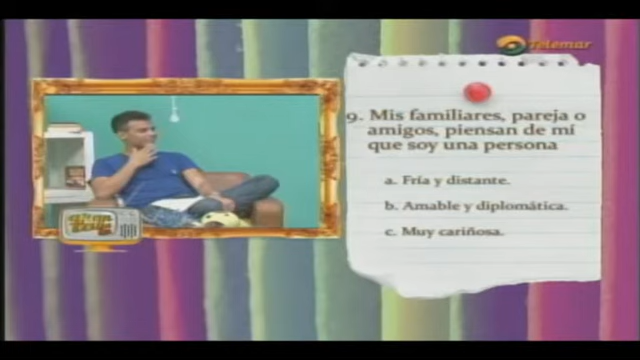 Telemar
9. Mis familiares, pareja o
amigos, piensan de mí
que soy una persona
a. Fría y distante.
b. Amable y diplomática.
c. Muy cariñosa.